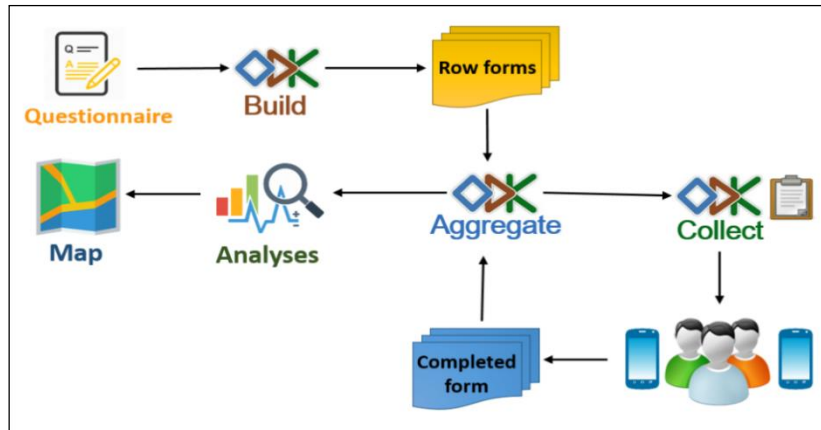 Q
A
Questionnaire
Build
Row forms
Map
Analyses
Aggregate
Collect
Completed
form